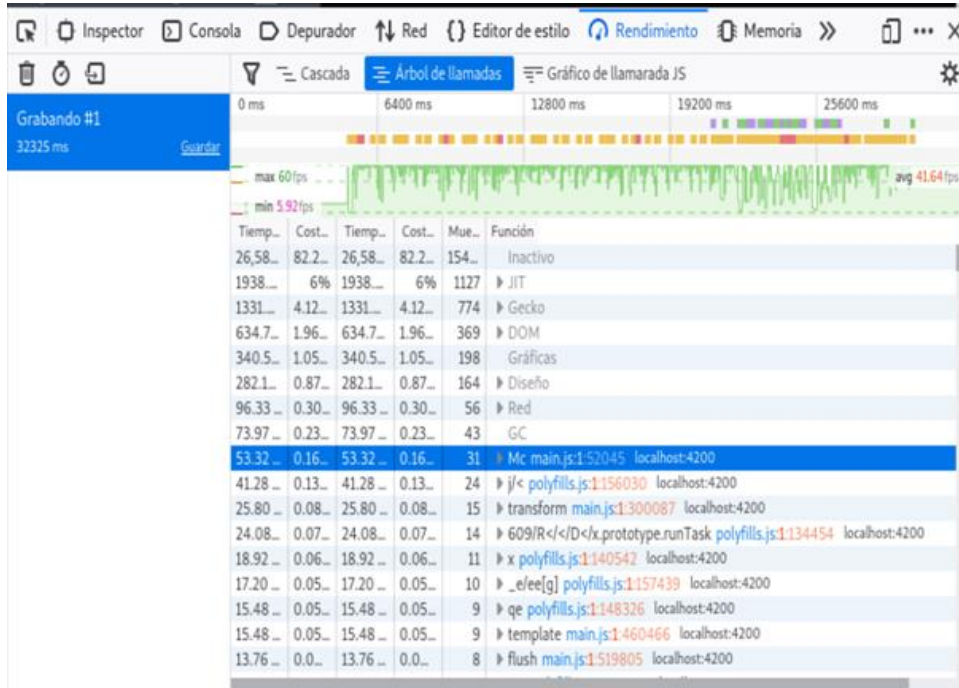 Inspector Consola Depurador Red {} Editor de estilo Rendimiento Memoria »
Cascada Árbol de llamadas Gráfico de llamarada JS
Grabando #1
32325 ms Guardar
0 ms 6400 ms 12800 ms 19200 ms 25600 ms
max 60fps avg 41.64fps
min 5.92fps
Tiemp... Cost... Tiemp... Cost... Mue... Función
26,58... 82.2... 26,58... 82.2... 154... Inactivo
1938.... 6% 1938.... 6% 1127 JIT
1331.... 4.12... 1331.... 4.12... 774 Gecko
634.7... 1.96... 634.7... 1.96... 369 DOM
340.5... 1.05... 340.5... 1.05... 198 Gráficas
282.1... 0.87... 282.1... 0.87... 164 Diseño
96.33 ... 0.30... 96.33 ... 0.30... 56 Red
73.97 ... 0.23... 73.97 ... 0.23... 43 GC
53.32 ... 0.16... 53.32 ... 0.16... 31 Mc main.js:1:52045 localhost:4200
41.28 ... 0.13... 41.28 ... 0.13... 24 j/< polyfills.js:1:156030 localhost:4200
25.80 ... 0.08... 25.80 ... 0.08... 15 transform main.js:1:300087 localhost:4200
24.08... 0.07... 24.08... 0.07... 14 609/R</</D</x.prototype.runTask polyfills.js:1:134454 localhost:4200
18.92 ... 0.06... 18.92 ... 0.06... 11 x polyfills.js:1:140542 localhost:4200
17.20 ... 0.05... 17.20 ... 0.05... 10 _e/ee[g] polyfills.js:1:157439 localhost:4200
15.48 ... 0.05... 15.48 ... 0.05... 9 qe polyfills.js:1:148326 localhost:4200
15.48 ... 0.05... 15.48 ... 0.05... 9 template main.js:1:460466 localhost:4200
13.76 ... 0.0... 13.76 ... 0.0... 8 flush main.js:1:519805 localhost:4200